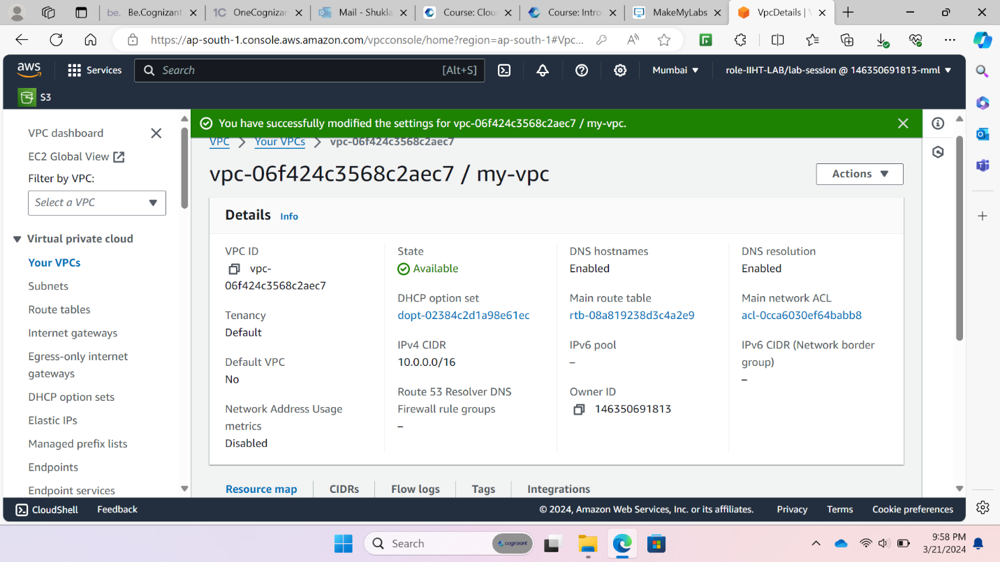 be. Be.Cognizant
1C OneCognizan
Mail - Shukla
Course: Clou
Course: Intro
MakeMyLabs
VpcDetails | V
https://ap-south-1.console.aws.amazon.com/vpcconsole/home?region=ap-south-1#Vpc...
aws
Services
Search
[Alt+S]
Mumbai
role-IIHT-LAB/lab-session @ 146350691813-mml
S3
VPC dashboard
EC2 Global View
Filter by VPC:
Select a VPC
Virtual private cloud
Your VPCs
Subnets
Route tables
Internet gateways
Egress-only internet
gateways
DHCP option sets
Elastic IPs
Managed prefix lists
Endpoints
Endpoint services
You have successfully modified the settings for vpc-06f424c3568c2aec7 / my-vpc.
VPC > Your VPCs > vpc-06f424c3568c2aec7
vpc-06f424c3568c2aec7 / my-vpc
Actions
Details Info
VPC ID
vpc-
06f424c3568c2aec7
Tenancy
Default
Default VPC
No
Network Address Usage
metrics
Disabled
State
Available
DHCP option set
dopt-02384c2d1a98e61ec
IPv4 CIDR
10.0.0.0/16
Route 53 Resolver DNS
Firewall rule groups
–
DNS hostnames
Enabled
Main route table
rtb-08a819238d3c4a2e9
IPv6 pool
–
Owner ID
146350691813
DNS resolution
Enabled
Main network ACL
acl-0cca6030ef64babb8
IPv6 CIDR (Network border
group)
–
Resource map
CIDRs
Flow logs
Tags
Integrations
CloudShell
Feedback
© 2024, Amazon Web Services, Inc. or its affiliates.
Privacy
Terms
Cookie preferences
Search
cognizant
9:58 PM
3/21/2024